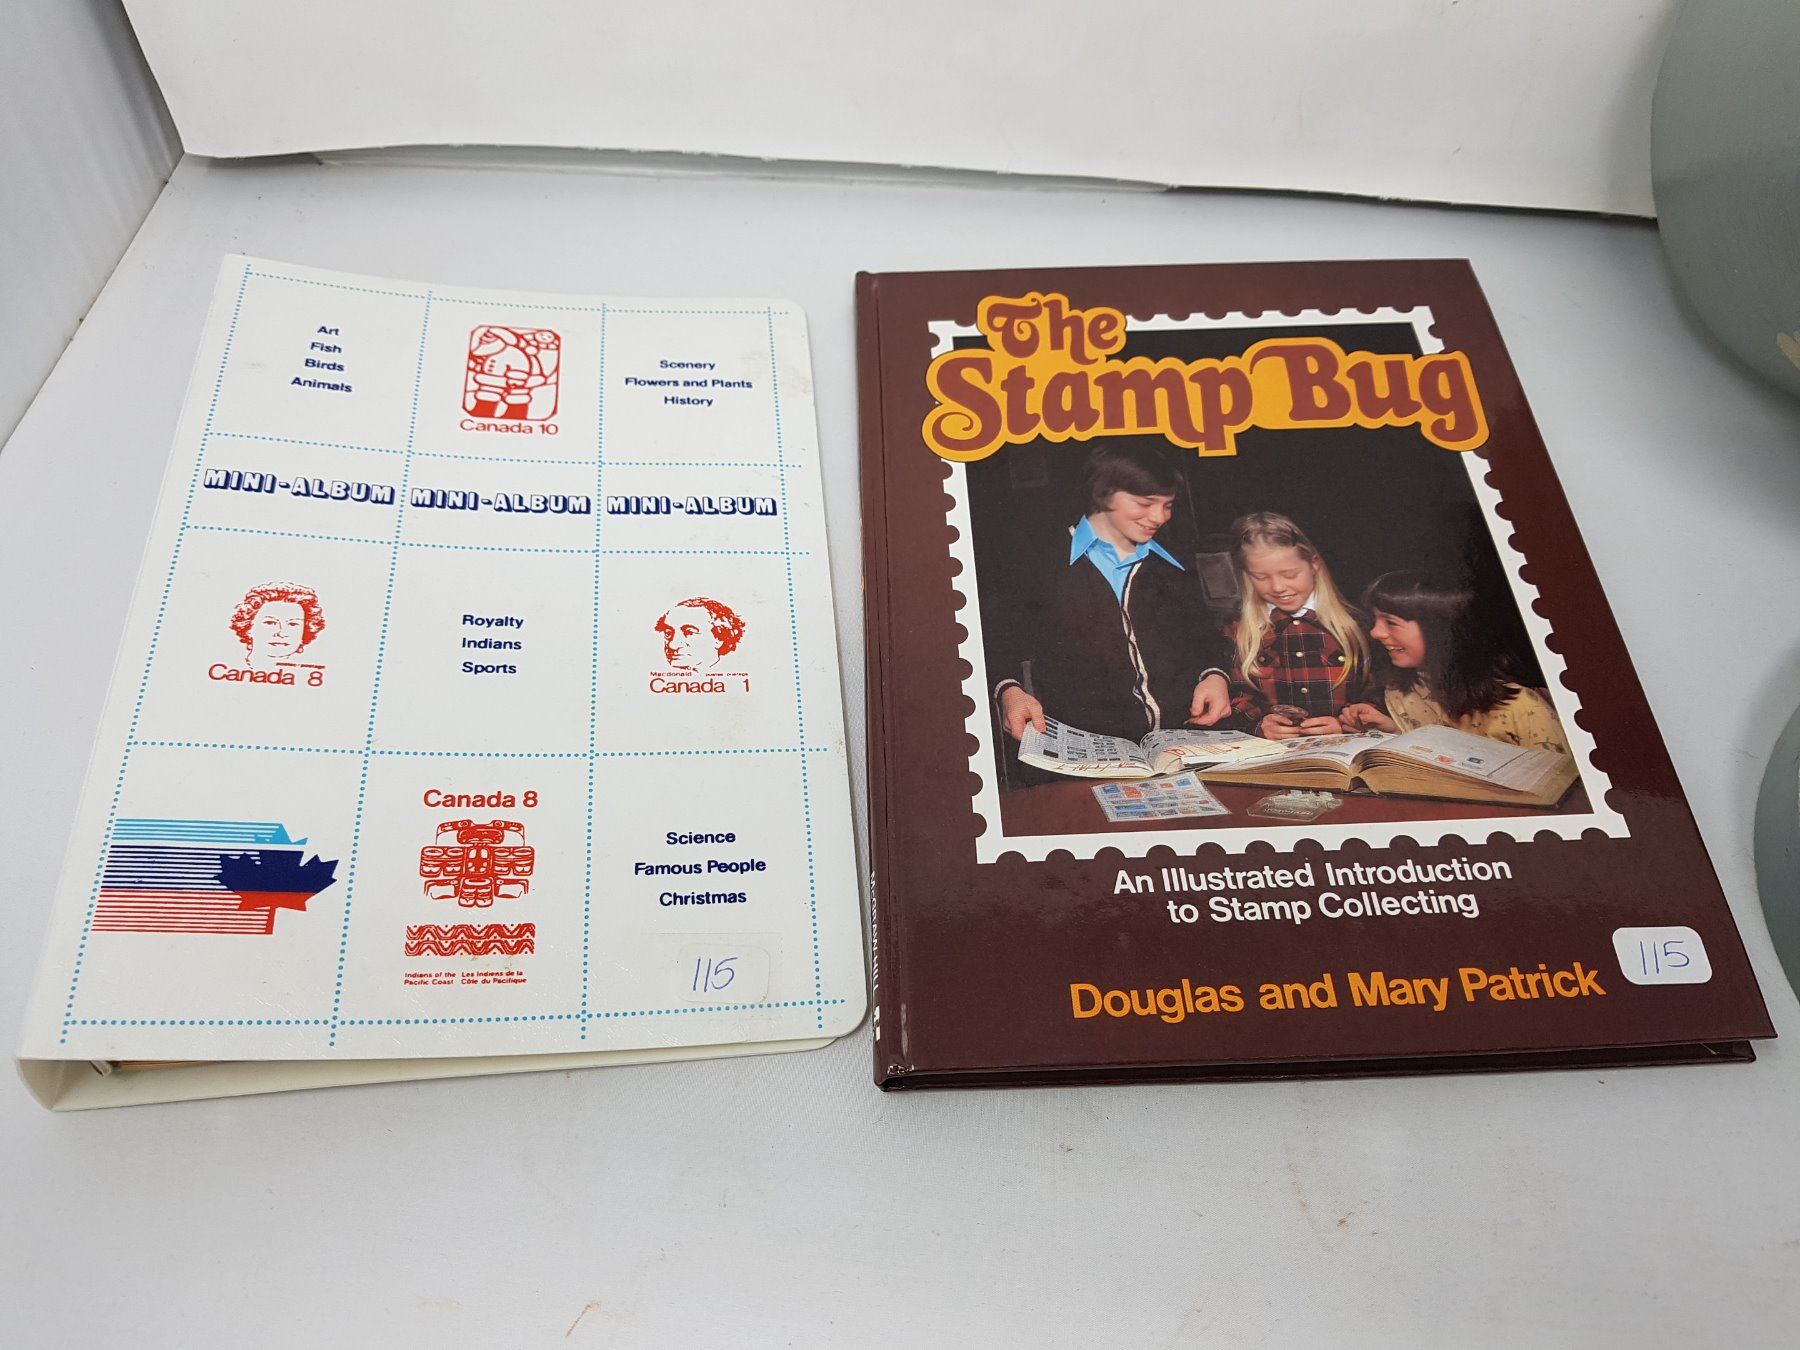 Art
Fish
Birds
Animals
Canada 10
Scenery
Flowers and Plants
History
MINI-ALBUM MINI-ALBUM MINI-ALBUM
Canada 8
Royalty
Indians
Sports
Macdonald
Canada 1
Canada 8
Indians of the Les Indiens de la
Pacific Coast Côte du Pacifique
Science
Famous People
Christmas
115
The
Stamp Bug
An Illustrated Introduction
to Stamp Collecting
Douglas and Mary Patrick
115